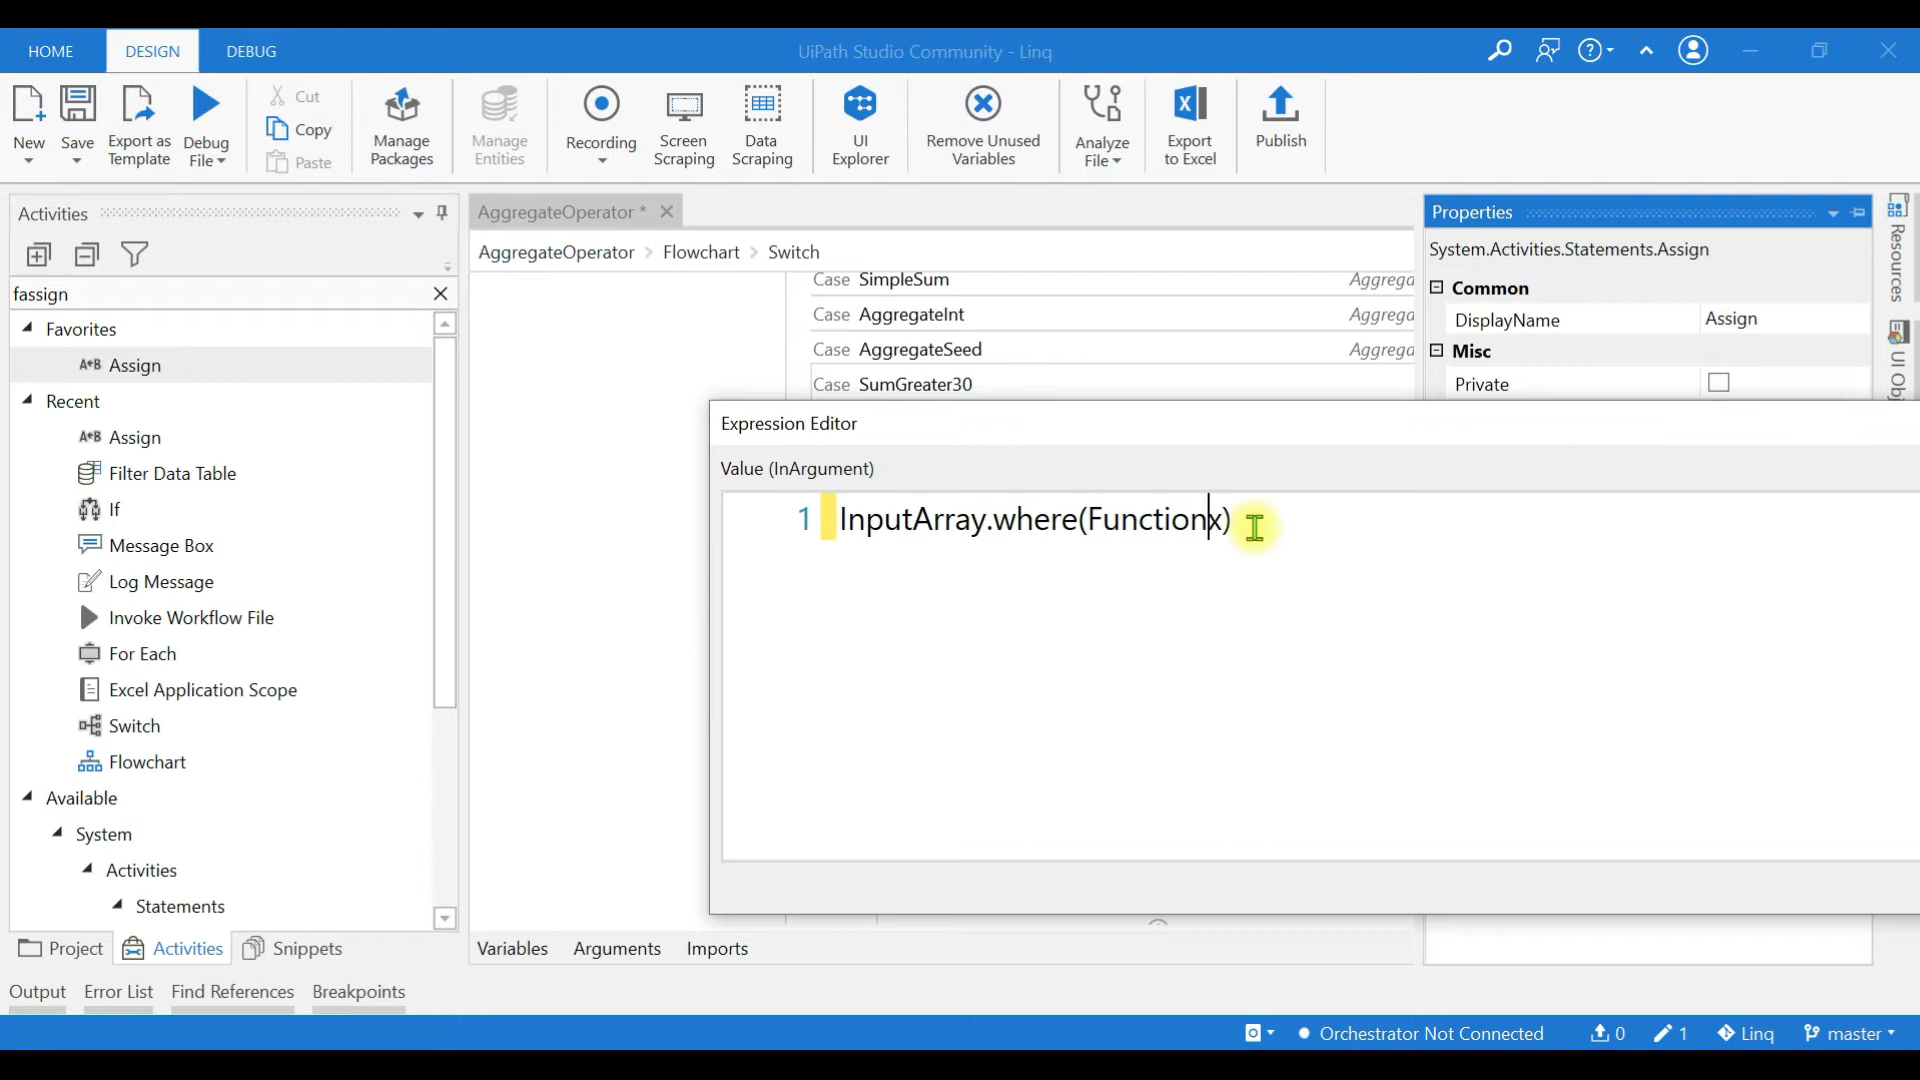 HOME DESIGN DEBUG UiPath Studio Community - Linq
New Save Export as Template Debug File Cut Copy Paste Manage Packages Manage Entities Recording Screen Scraping Data Scraping UI Explorer Remove Unused Variables Analyze File Export to Excel Publish
Activities
fassign
Favorites
A+B Assign
Recent
A+B Assign
Filter Data Table
If
Message Box
Log Message
Invoke Workflow File
For Each
Excel Application Scope
Switch
Flowchart
Available
System
Activities
Statements
Project Activities Snippets
AggregateOperator *
AggregateOperator > Flowchart > Switch
Case SimpleSum Aggrega
Case AggregateInt Aggrega
Case AggregateSeed Aggrega
Case SumGreater30
Expression Editor
Value (InArgument)
1 InputArray.where(Functionx)
Variables Arguments Imports
Properties
System.Activities.Statements.Assign
Common
DisplayName Assign
Misc
Private
Resources
UI Obj
Output Error List Find References Breakpoints
Orchestrator Not Connected 0 1 Linq master